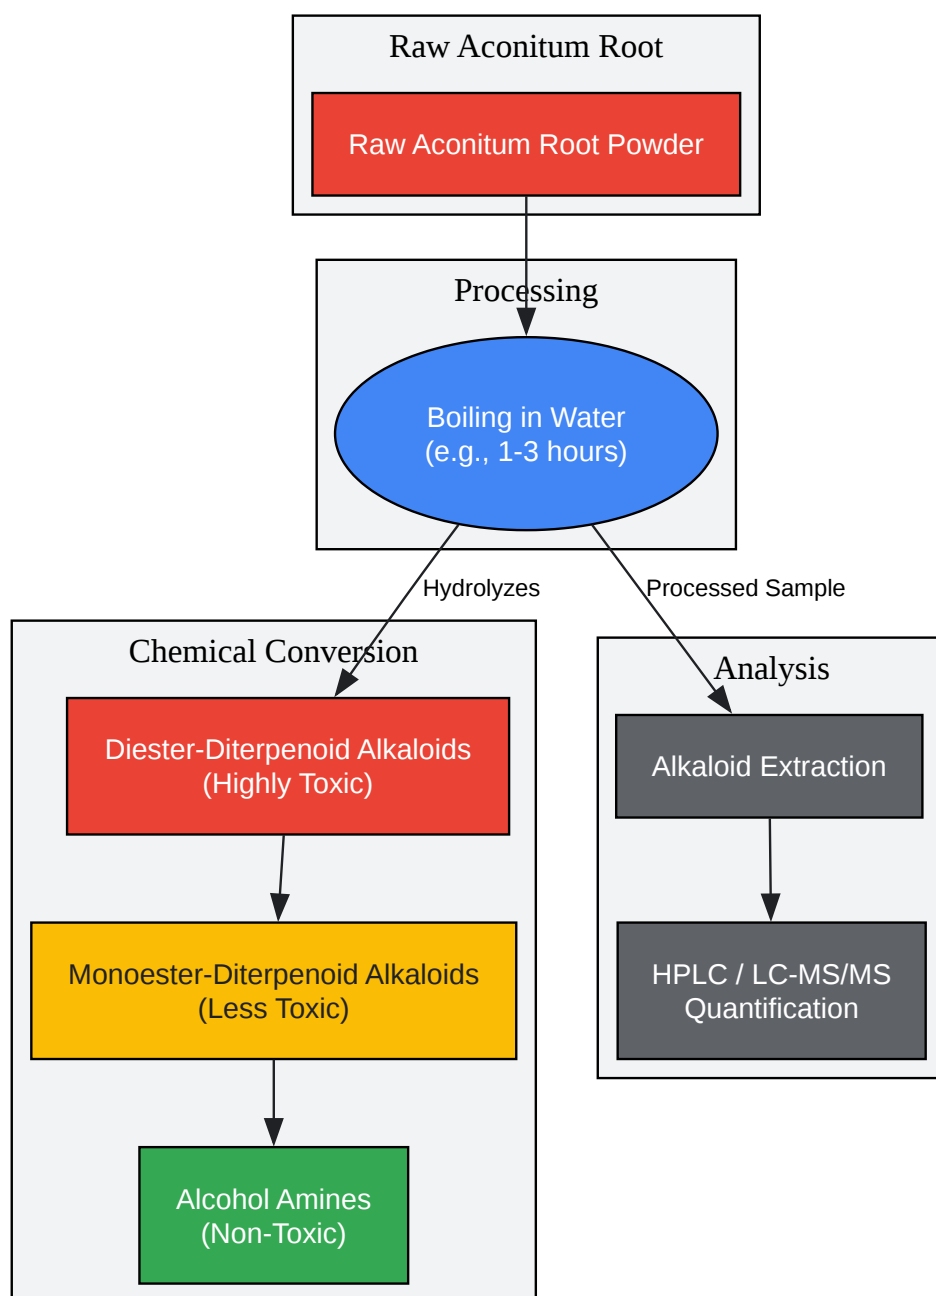 Raw Aconitum Root
Raw Aconitum Root Powder
Processing
Boiling in Water
(e.g., 1-3 hours)
Hydrolyzes
Processed Sample
Chemical Conversion
Diester-Diterpenoid Alkaloids
(Highly Toxic)
Monoester-Diterpenoid Alkaloids
(Less Toxic)
Alcohol Amines
(Non-Toxic)
Analysis
Alkaloid Extraction
HPLC / LC-MS/MS
Quantification